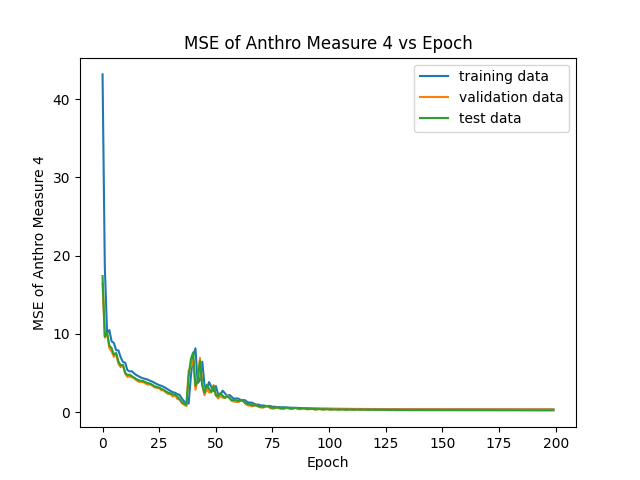 MSE of Anthro Measure 4 vs Epoch
training data
validation data
test data
MSE of Anthro Measure 4
40
30
20
10
0
0 25 50 75 100 125 150 175 200
Epoch